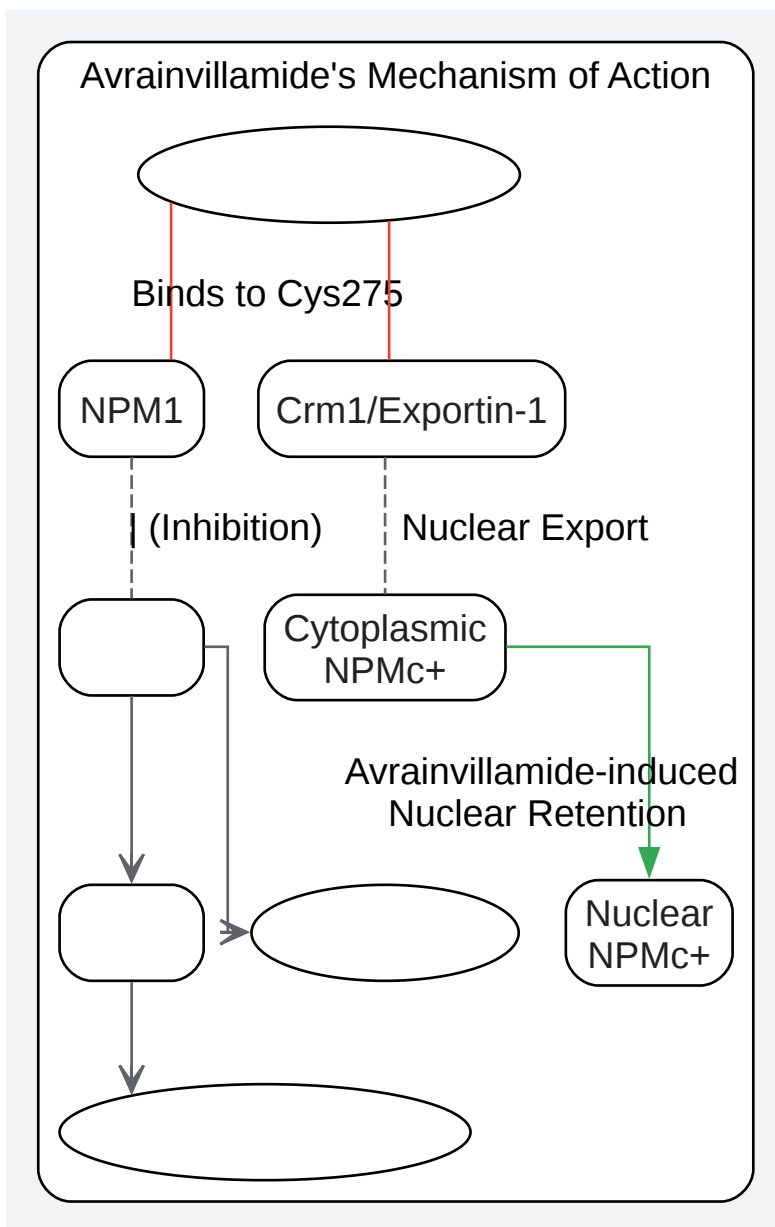 Avrainvillamide's Mechanism of Action
Binds to Cys275
NPM1
Crm1/Exportin-1
| (Inhibition)
Nuclear Export
Cytoplasmic
NPMc+
Avrainvillamide-induced
Nuclear Retention
Nuclear
NPMc+